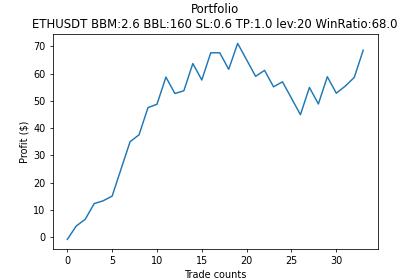 Portfolio
ETHUSDT BBM:2.6 BBL:160 SL:0.6 TP:1.0 lev:20 WinRatio:68.0
70
60
50
40
30
20
10
0
Profit ($)
0 5 10 15 20 25 30
Trade counts